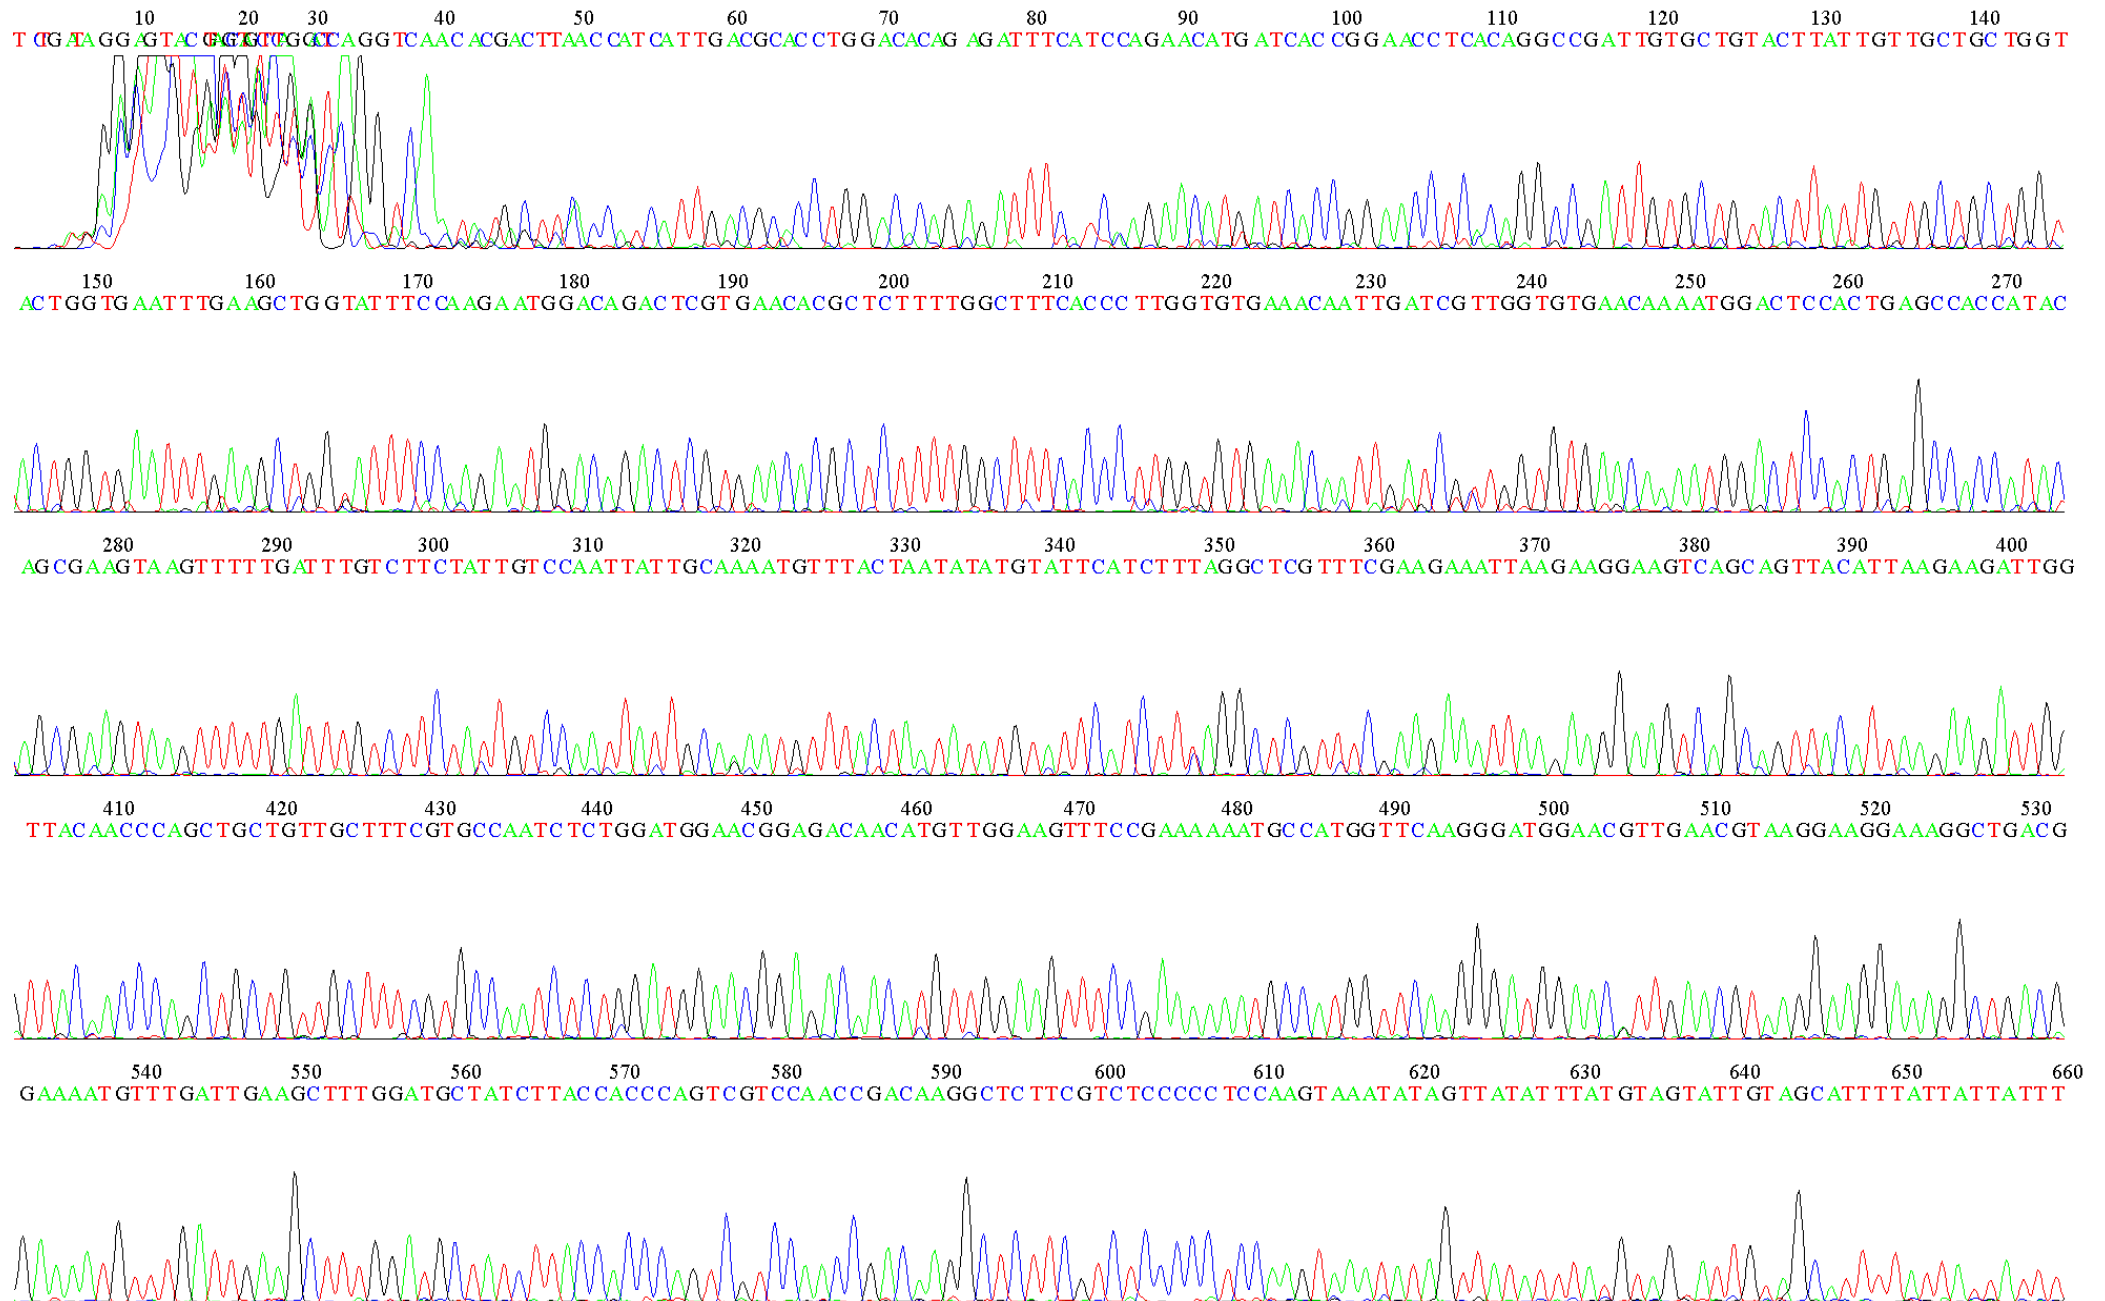 10 20 30 40 50 60 70 80 90 100 110 120 130 140
AGGTCAACACGACTTAACCATCATTGACGCACCTGGACACAGAGATTTCATCCAGAACATGATCACCGGAACCTCACAGGCCGATTGTGCTGTACTTATTGTTGCTGCTGGT
150 160 170 180 190 200 210 220 230 240 250 260 270
ACTGGTGAATTTGAAGCTGGTATTTCCAAGAATGGACAGACTCGTGAACACGCTCTTTTGGCTTTCACCCTTGGTGTGAAACAATTGATCGTTGGTGTGAACAAAATGGACTCCACTGAGCCACCATAC
280 290 300 310 320 330 340 350 360 370 380 390 400
AGCGAAGTAAGTTTTTGATTTGTCTTCTATTGTCCAATTATTGCAAAATGTTTACTAATATATGTATTCATCTTTAGGCTCGTTTCGAAGAAATTAAGAAGGAAGTCAGCAGTTACATTAAGAAGATTGG
410 420 430 440 450 460 470 480 490 500 510 520 530
TTACAACCCAGCTGCTGTTGCTTTCGTGCCAATCTCTGGATGGAACGGAGACAACATGTTGGAAGTTTCCGAAAAAATGCCATGGTTCAAGGGATGGAACGTTGAACGTAAGGAAGGAAAGGCTGACG
540 550 560 570 580 590 600 610 620 630 640 650 660
GAAAATGTTTGATTGAAGCTTTGGATGCTATCTTACCACCCAGTCGTCCAACCGACAAGGCTCTTCGTCTCCCCCTCCAAGTAAATATAGTTATATTTATGTAGTATTGTAGCATTTTATTATTATTT